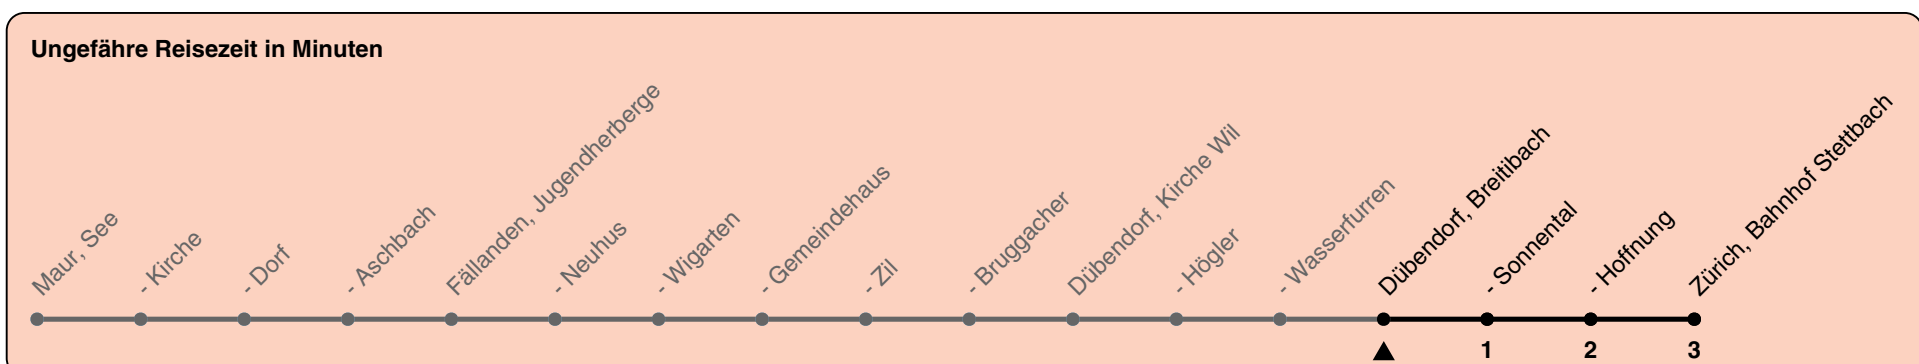 Ungefähre Reisezeit in Minuten
Maur, See
- Kirche
- Dorf
- Aschbach
Fällanden, Jugendherberge
- Neuhus
- Wigarten
- Gemeindehaus
- Zil
- Bruggacher
Dübendorf, Kirche Wil
- Högler
- Wasserfurren
Dübendorf, Breitibach
- Sonnental
- Hoffnung
Zürich, Bahnhof Stettbach
1 2 3